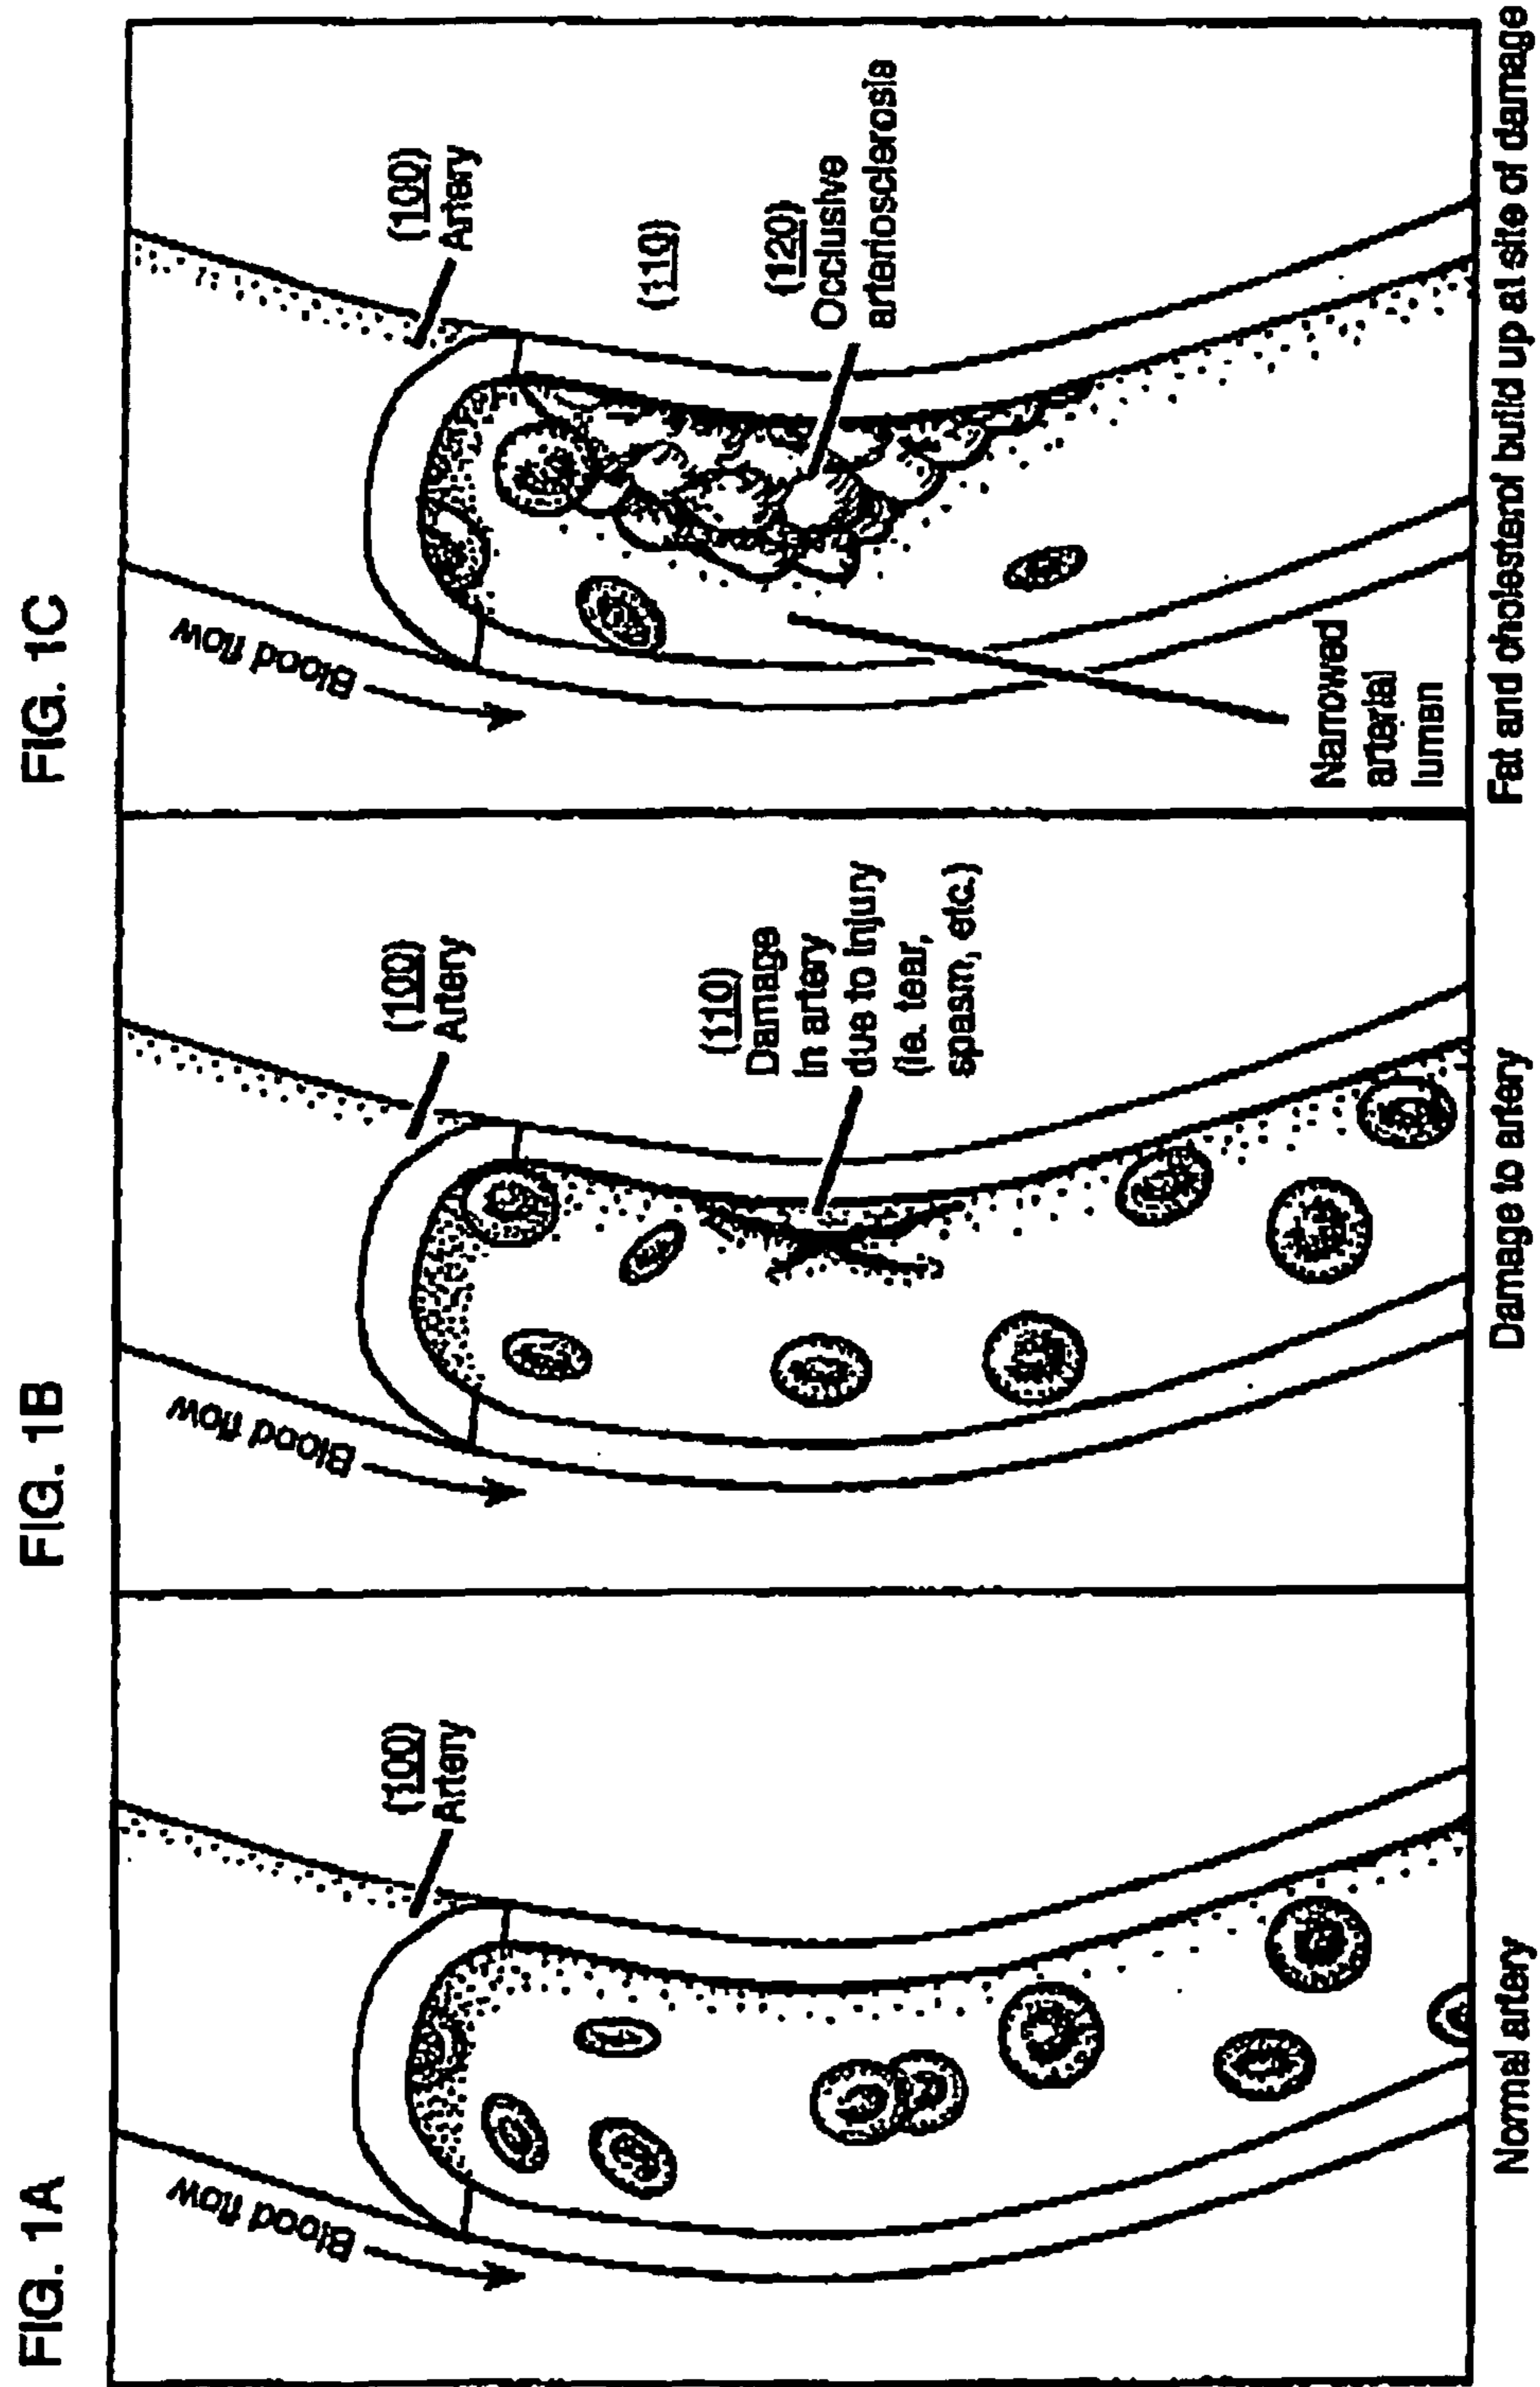 FIG. 1A
Blood flow
(100)
Artery
Normal artery
FIG. 1B
Blood flow
(100)
Artery
(110)
Damage
in artery
due to injury
(ie. tear,
spasm, etc.)
Damage to artery
FIG. 1C
Blood flow
(100)
Artery
(110)
(120)
Occlusive
arteriosclerosis
Narrowed
arterial
lumen
Fat and cholesterol build up at site of damage